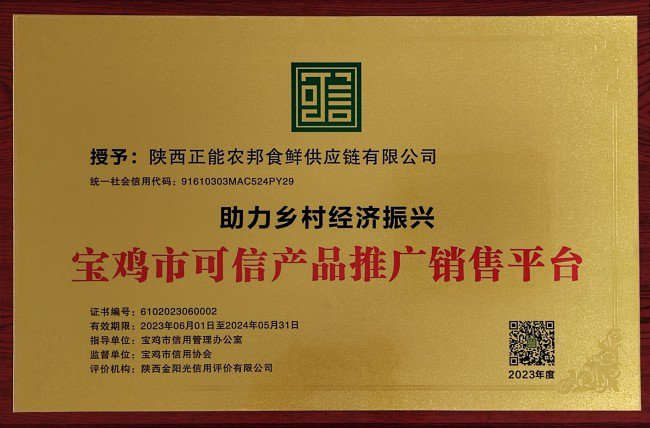 可信
授予：陕西正能农邦食鲜供应链有限公司
统一社会信用代码：91610303MAC524PY29
助力乡村经济振兴
宝鸡市可信产品推广销售平台
证书编号：6102023060002
有效期限：2023年06月01日至2024年05月31日
指导单位：宝鸡市信用管理办公室
监督单位：宝鸡市信用协会
评价机构：陕西金阳光信用评价有限公司
2023年度